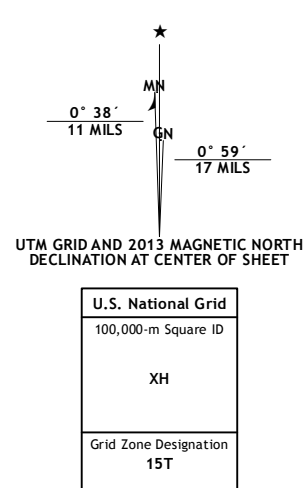 ★
MN
0° 38´
11 MILS
GN
0° 59´
17 MILS
UTM GRID AND 2013 MAGNETIC NORTH
DECLINATION AT CENTER OF SHEET
U.S. National Grid
100,000-m Square ID
XH
Grid Zone Designation
15T